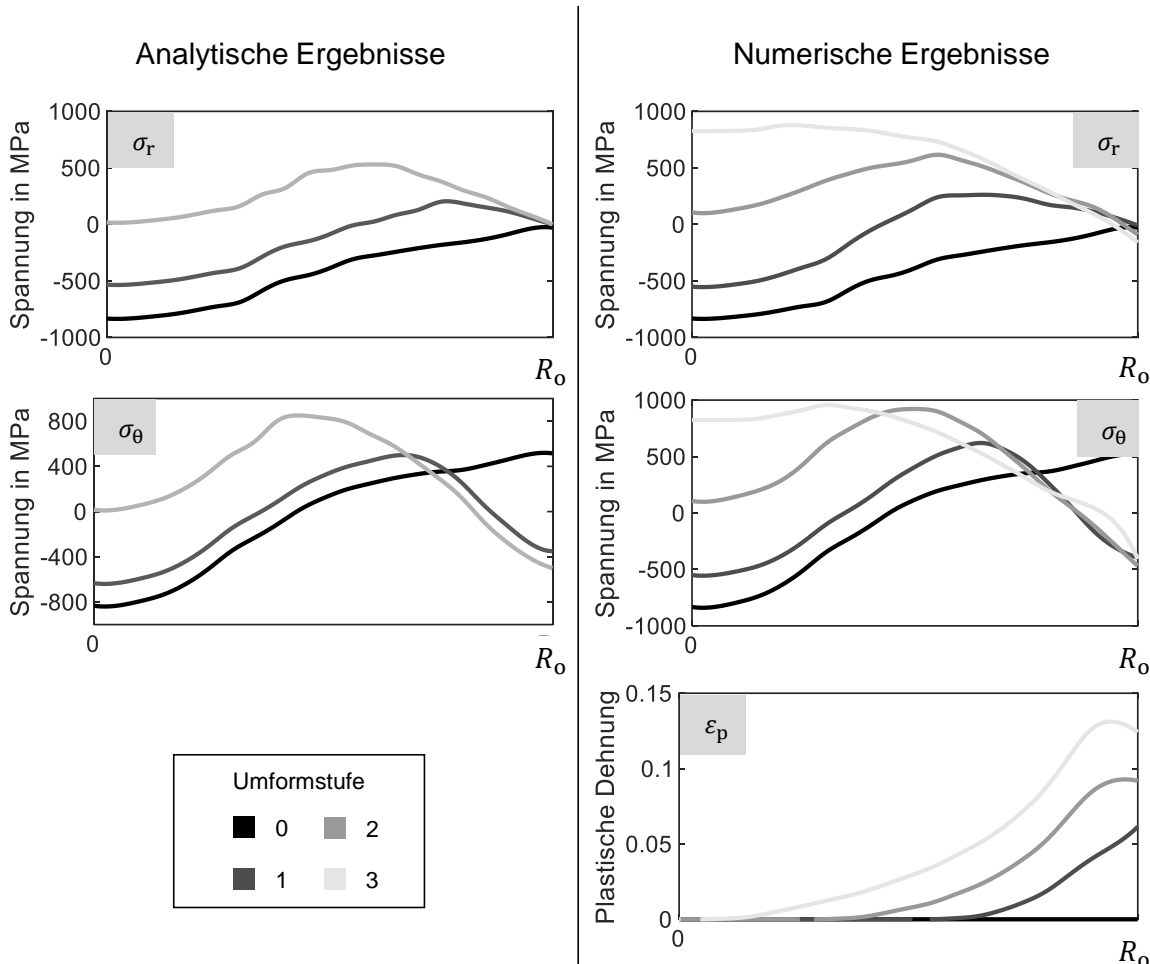 Analytische Ergebnisse
1000
500
0
-500
-1000
Spannung in MPa
σr
0
Ro
800
400
0
-400
-800
Spannung in MPa
σθ
0
Ro
Umformstufe
0 2
1 3
Numerische Ergebnisse
1000
500
0
-500
-1000
Spannung in MPa
σr
0
Ro
1000
500
0
-500
-1000
Spannung in MPa
σθ
0
Ro
0.15
0.1
0.05
0
Plastische Dehnung
εp
0
Ro